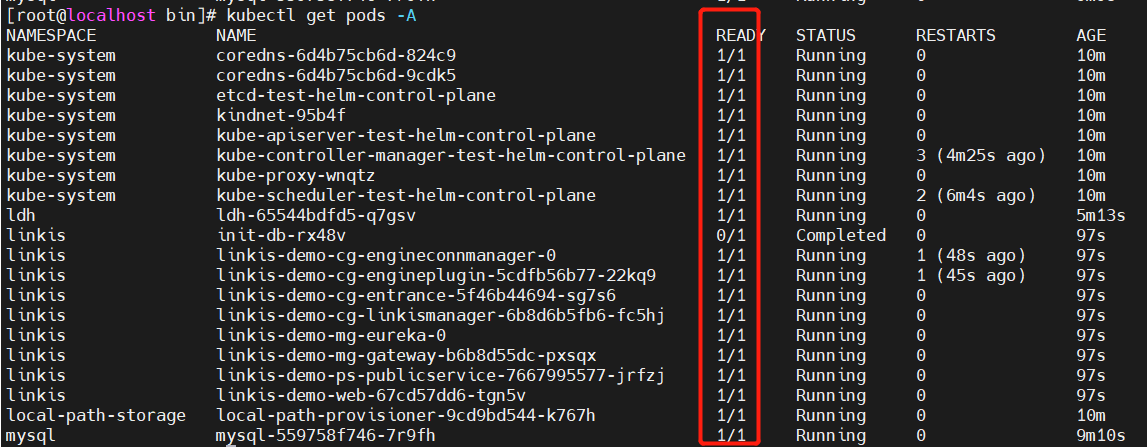 [root@localhost bin]# kubectl get pods -A
NAMESPACE NAME READY STATUS RESTARTS AGE
kube-system coredns-6d4b75cb6d-824c9 1/1 Running 0 10m
kube-system coredns-6d4b75cb6d-9cdk5 1/1 Running 0 10m
kube-system etcd-test-helm-control-plane 1/1 Running 0 10m
kube-system kindnet-95b4f 1/1 Running 0 10m
kube-system kube-apiserver-test-helm-control-plane 1/1 Running 0 10m
kube-system kube-controller-manager-test-helm-control-plane 1/1 Running 3 (4m25s ago) 10m
kube-system kube-proxy-wnqtz 1/1 Running 0 10m
kube-system kube-scheduler-test-helm-control-plane 1/1 Running 2 (6m4s ago) 10m
ldh ldh-65544bdfd5-q7gsv 1/1 Running 0 5m13s
linkis init-db-rx48v 0/1 Completed 0 97s
linkis linkis-demo-cg-engineconnmanager-0 1/1 Running 1 (48s ago) 97s
linkis linkis-demo-cg-engineplugin-5cdfb56b77-22kq9 1/1 Running 1 (45s ago) 97s
linkis linkis-demo-cg-entrance-5f46b44694-sg7s6 1/1 Running 0 97s
linkis linkis-demo-cg-linkismanager-6b8d6b5fb6-fc5hj 1/1 Running 0 97s
linkis linkis-demo-mg-eureka-0 1/1 Running 0 97s
linkis linkis-demo-mg-gateway-b6b8d55dc-pxsqx 1/1 Running 0 97s
linkis linkis-demo-ps-publicservice-7667995577-jrfzj 1/1 Running 0 97s
linkis linkis-demo-web-67cd57dd6-tgn5v 1/1 Running 0 97s
local-path-storage local-path-provisioner-9cd9bd544-k767h 1/1 Running 0 10m
mysql mysql-559758f746-7r9fh 1/1 Running 0 9m10s